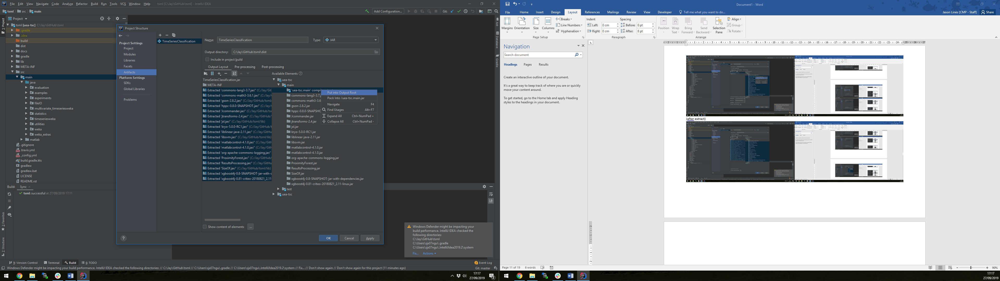 File Edit View Navigate Code Analyze Refactor Build Run Tools VCS Window Help tsml [C:\Jay\GitHub\tsml] - IntelliJ IDEA
tsml src main
Add Configuration... Git:
Project
1: Project
tsml [uea-tsc] C:\Jay\GitHub\tsml
.gradle
.idea
build
dist
docs
gradle
lib
META-INF
src
main
java
evaluation
examples
experiments
fileIO
multivariate_timeseriesweka
statistics
timeseriesweka
utilities
weka
weka_extras
matlab
.gitignore
.travis.yml
_config.yml
build.gradle.kts
gradlew
gradlew.bat
LICENSE
README.rst
Project Structure
Project Settings
Project
Modules
Libraries
Facets
Artifacts
Platform Settings
SDKs
Global Libraries
Problems
TimeSeriesClassification
Name: TimeSeriesClassification Type: JAR
Output directory: C:\Jay\GitHub\tsml\dist
Include in project build
Output Layout Pre-processing Post-processing
Available Elements
TimeSeriesClassification.jar
META-INF
Extracted 'commons-lang3-3.7.jar/' (C:/Jay/Git
Extracted 'commons-math3-3.6.1.jar/' (C:/Jay/G
Extracted 'gson-2.8.2.jar/' (C:/Jay/GitHub/tsml/
Extracted 'hppc-0.8.0-SNAPSHOT.jar/' (C:/Jay/G
Extracted 'Jcommander.jar/' (C:/Jay/GitHub/tsm
Extracted 'jtransforms-2.4.jar/' (C:/Jay/GitHub/
Extracted 'jxl.jar/' (C:/Jay/GitHub/tsml/lib)
Extracted 'kryo-5.0.0-RC1.jar/' (C:/Jay/GitHub/t
Extracted 'liblinear-java-2.11.jar/' (C:/Jay/GitHu
Extracted 'libsvm.jar/' (C:/Jay/GitHub/tsml/lib)
Extracted 'matlabcontrol-4.1.0.jar/' (C:/Jay/GitH
Extracted 'matlabcontrol-4.1.0.jar/' (C:/Jay/GitH
Extracted 'org-apache-commons-logging.jar/' (
Extracted 'ProximityForest.jar/' (C:/Jay/GitHub/
Extracted 'ResultsProcessing.jar/' (C:/Jay/GitHu
Extracted 'SizeOf.jar/' (C:/Jay/GitHub/tsml/lib)
Extracted 'xgboost4j-0.8-SNAPSHOT-jar-with-d
Extracted 'xgboost4j-0.81-criteo-20180821_2.11
uea-tsc
main
'uea-tsc.main' compi
commons-lang3-3.7.j
commons-math3-3.6
gson-2.8.2.jar
hppc-0.8.0-SNAPSHO
Jcommander.jar
jtransforms-2.4.jar
jxl.jar
kryo-5.0.0-RC1.jar
liblinear-java-2.11.jar
libsvm.jar
matlabcontrol-4.1.0.jar
matlabcontrol-4.1.0.jar
org-apache-commons-logging.jar
ProximityForest.jar
ResultsProcessing.jar
SizeOf.jar
xgboost4j-0.8-SNAPSHOT-jar-with-dependencies.jar
xgboost4j-0.81-criteo-20180821_2.11-linux.jar
test
uea-tsc
Put into Output Root
Pack Into /uea-tsc.main.jar
Navigate F4
Find Usages Alt+F7
Expand All Ctrl+NumPad +
Collapse All Ctrl+NumPad -
Show content of elements ...
OK Cancel Apply
Ant
Database
Gradle
Build: Sync
tsml: successful at 27/09/2019 17:11
2: Favorites
7: Structure
Windows Defender might be impacting your
build performance. IntelliJ IDEA checked the
following directories:
C:\Jay\GitHub\tsml
C:\Users\sjx07ngu\.gradle
C:\Users\sjx07ngu\.IntelliJIdea2019.2\system
Fix... Actions
9: Version Control Terminal Build 6: TODO
2 Event Log
Windows Defender might be impacting your build performance. IntelliJ IDEA checked the following directories: // C:\Jay\GitHub\tsml // C:\Users\sjx07ngu\.gradle // C:\Users\sjx07ngu\.IntelliJIdea2019.2\system // Fix... // Don't show again // Don't show again for this project (11 minutes ago)
Git: master
17:17
27/09/2019
2
Document1 - Word
File Home Insert Design Layout References Mailings Review View Developer Tell me what you want to do...
Jason Lines (CMP - Staff) Share
Margins Orientation Size Columns
Breaks
Line Numbers
Hyphenation
Page Setup
Indent Spacing
Left: 0 cm Before: 0 pt
Right: 0 cm After: 8 pt
Paragraph
Position Wrap Text Bring Forward Send Backward Selection Pane
Align
Group
Rotate
Arrange
Navigation
Search document
Headings Pages Results
Create an interactive outline of your document.
It's a great way to keep track of where you are or quickly
move your content around.
To get started, go to the Home tab and apply Heading
styles to the headings in your document.
(after extract)
Page 11 of 19 6 words
90%
17:17
27/09/2019